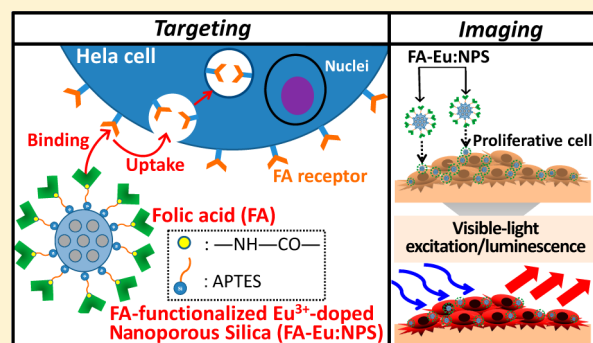 Targeting
Hela cell
Nuclei
Binding
Uptake
FA receptor
Folic acid (FA)
: —NH—CO—
: APTES
FA-functionalized Eu³⁺-doped
Nanoporous Silica (FA-Eu:NPS)
Imaging
FA-Eu:NPS
Proliferative cell
Visible-light
excitation/luminescence